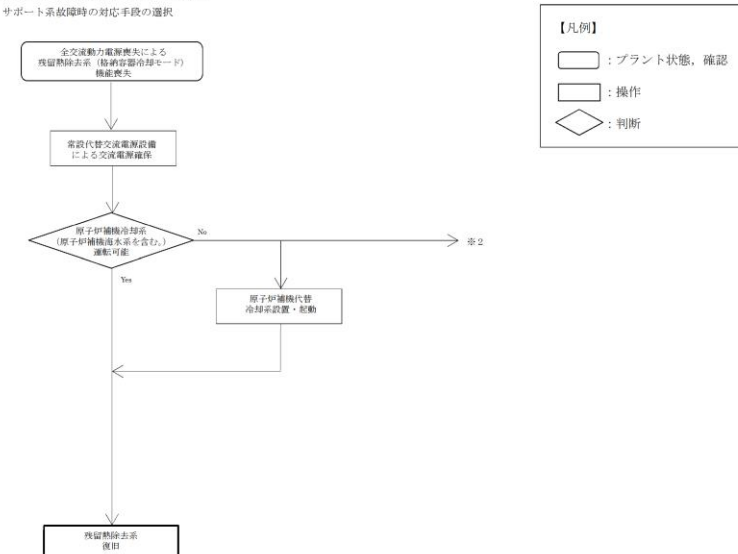 サポート系故障時の対応手段の選択
【凡例】
：プラント状態，確認
：操作
：判断
全交流動力電源喪失による
残留熱除去系（格納容器冷却モード）
機能喪失
常設代替交流電源設備
による交流電源確保
原子炉補機冷却系
（原子炉補機海水系を含む。）
運転可能
No
※2
Yes
原子炉補機代替
冷却系設置・起動
残留熱除去系
復旧